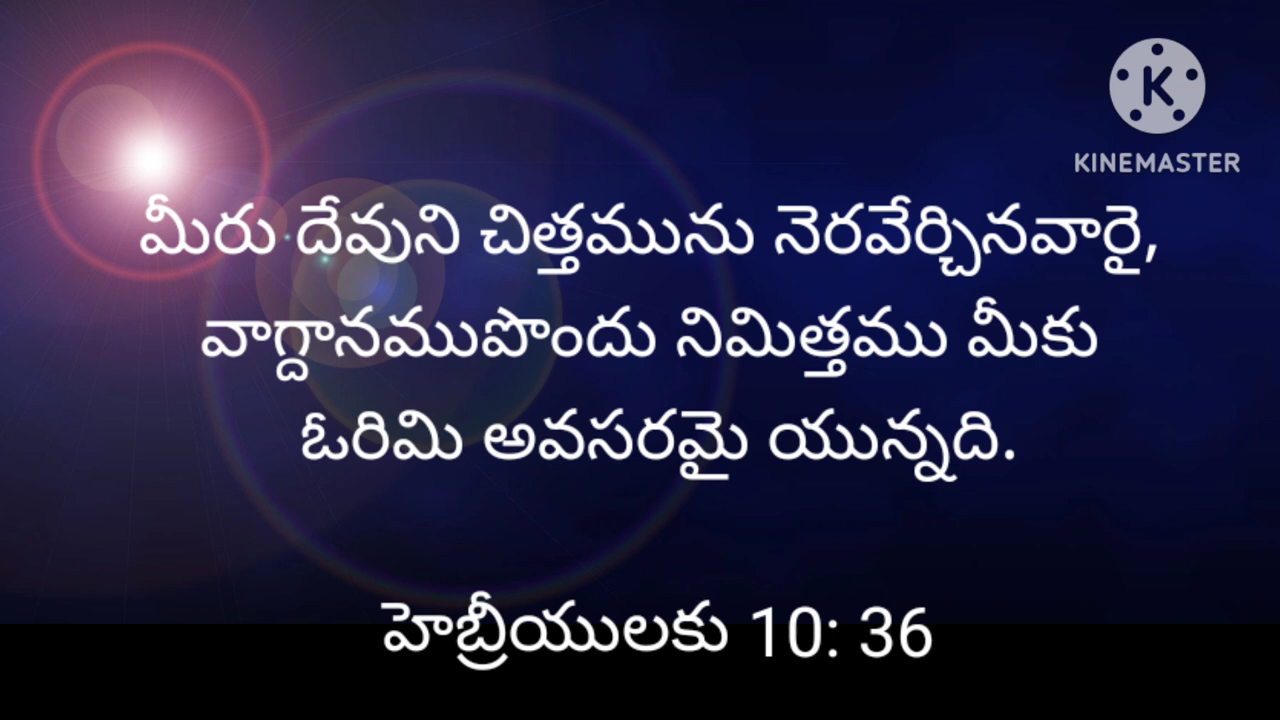 KINEMASTER
మీరు దేవుని చిత్తమును నెరవేర్చినవారై,
వాగ్దానముపొందు నిమిత్తము మీకు
ఓరిమి అవసరమై యున్నది.
హెబ్రీయులకు 10: 36